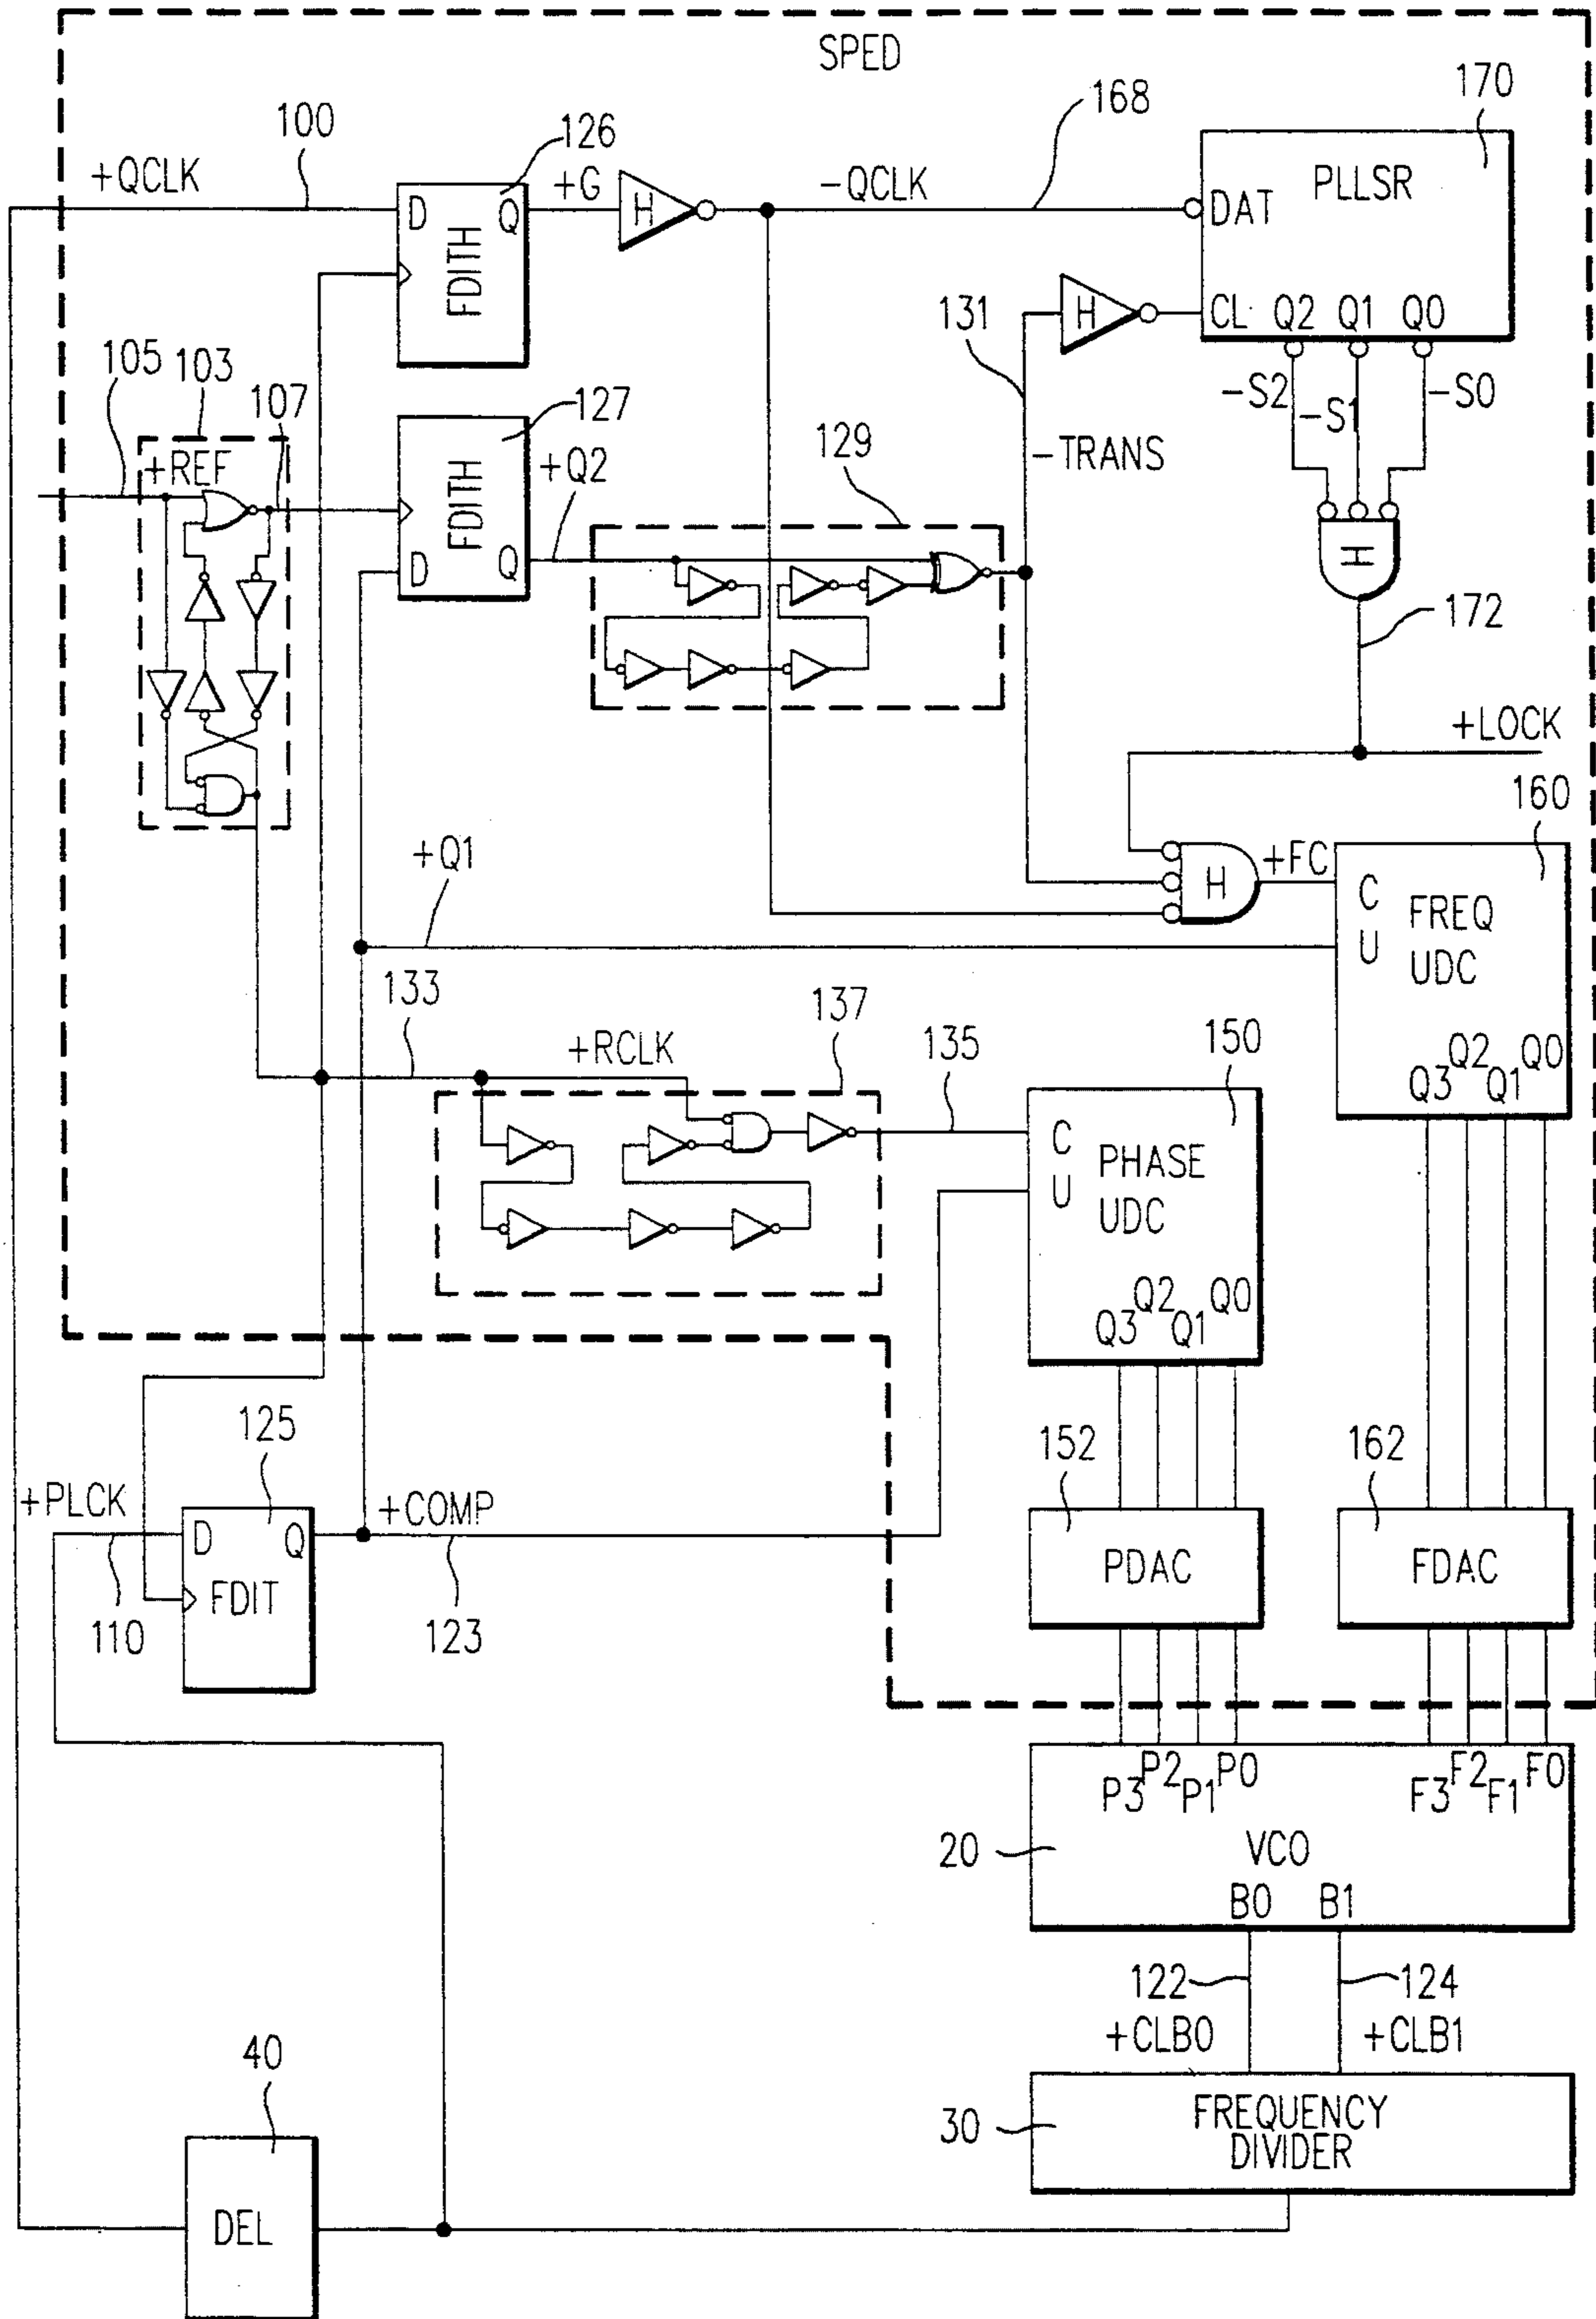 SPED
100
126
168
170
+QCLK
+G
-QCLK
PLLSR
D
Q
H
DAT
FDITH
131
H
CL Q2 Q1 Q0
105
103
107
127
-S2
-S1
-S0
+REF
+Q2
129
-TRANS
FDITH
D
Q
H
172
+LOCK
160
+Q1
+FC
H
C
U
FREQ
UDC
133
137
+RCLK
135
150
Q3 Q2 Q1 Q0
C
U
PHASE
UDC
Q3 Q2 Q1 Q0
125
152
162
+PLCK
+COMP
D
Q
FDIT
PDAC
FDAC
110
123
P3 P2 P1 P0
F3 F2 F1 F0
20
VCO
B0 B1
122
124
+CLB0
+CLB1
40
30
FREQUENCY
DIVIDER
DEL